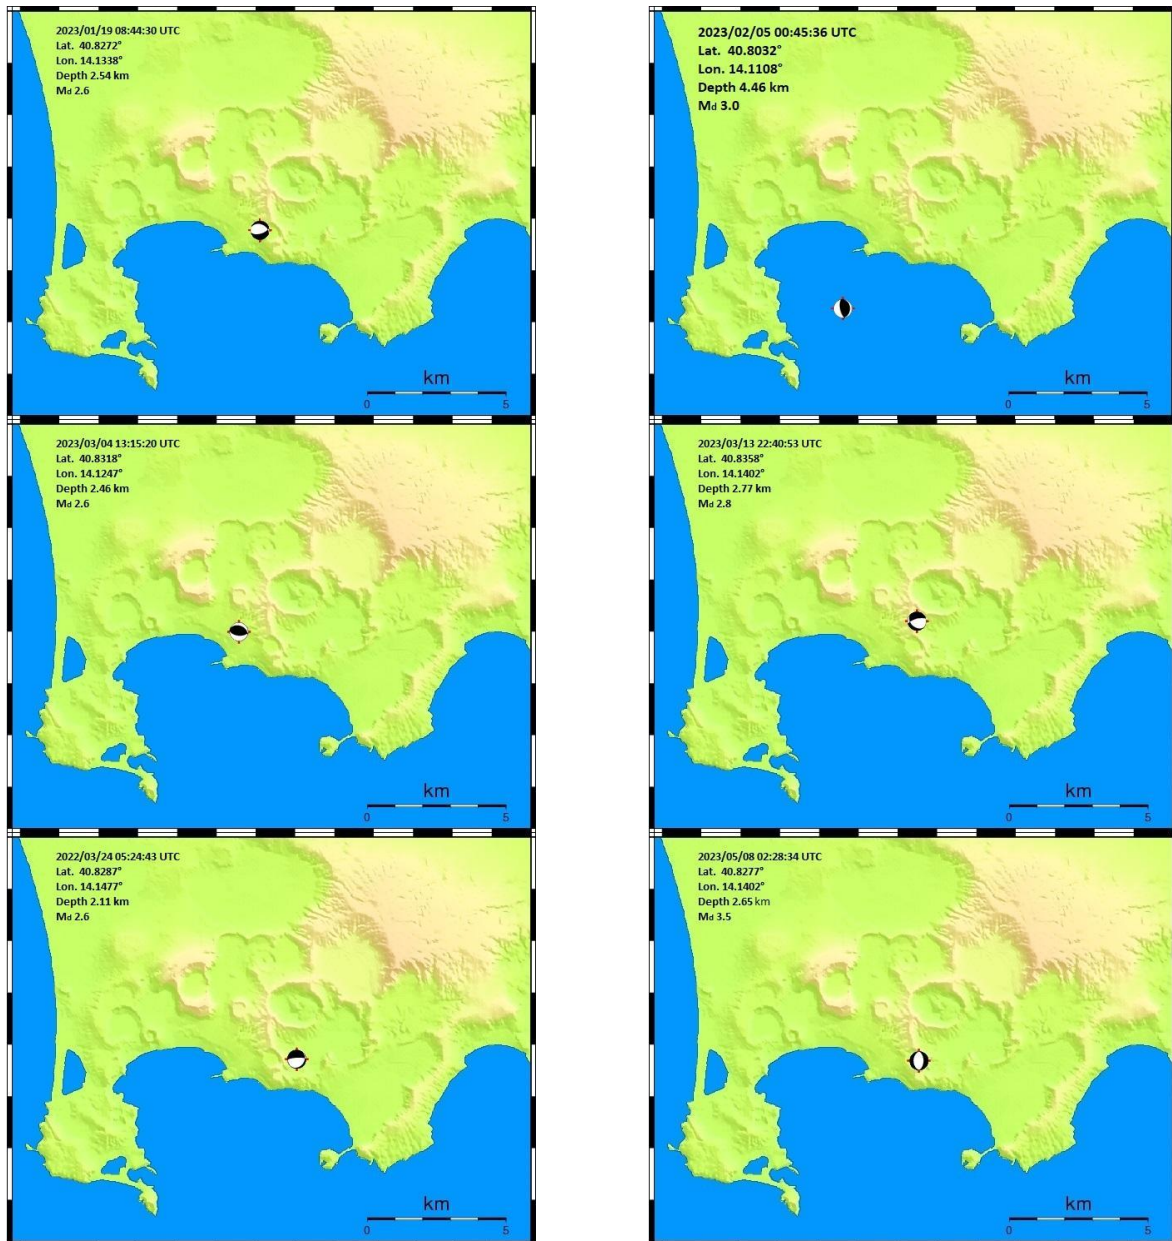 2023/01/19 08:44:30 UTC
Lat. 40.8272°
Lon. 14.1338°
Depth 2.54 km
Md 2.6
km
0 5
2023/02/05 00:45:36 UTC
Lat. 40.8032°
Lon. 14.1108°
Depth 4.46 km
Md 3.0
km
0 5
2023/03/04 13:15:20 UTC
Lat. 40.8318°
Lon. 14.1247°
Depth 2.46 km
Md 2.6
km
0 5
2023/03/13 22:40:53 UTC
Lat. 40.8358°
Lon. 14.1402°
Depth 2.77 km
Md 2.8
km
0 5
2022/03/24 05:24:43 UTC
Lat. 40.8287°
Lon. 14.1477°
Depth 2.11 km
Md 2.6
km
0 5
2023/05/08 02:28:34 UTC
Lat. 40.8277°
Lon. 14.1402°
Depth 2.65 km
Md 3.5
km
0 5